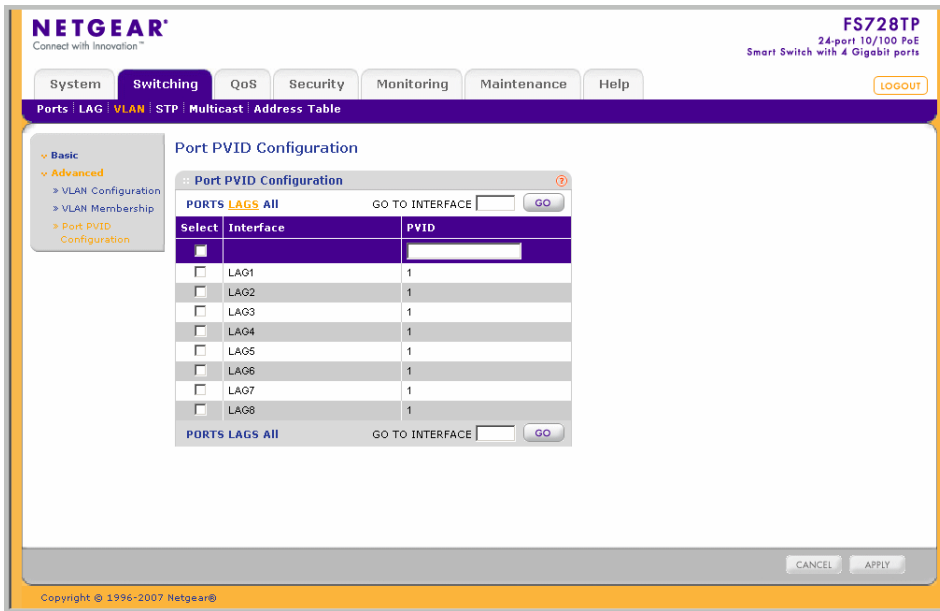 NETGEAR®
Connect with Innovation™
FS728TP
24-port 10/100 PoE
Smart Switch with 4 Gigabit ports
System Switching QoS Security Monitoring Maintenance Help
LOGOUT
Ports LAG VLAN STP Multicast Address Table
Basic
Advanced
» VLAN Configuration
» VLAN Membership
» Port PVID
Configuration
Port PVID Configuration
:: Port PVID Configuration ?
PORTS LAGS All GO TO INTERFACE GO
Select Interface PVID
LAG1 1
LAG2 1
LAG3 1
LAG4 1
LAG5 1
LAG6 1
LAG7 1
LAG8 1
PORTS LAGS All GO TO INTERFACE GO
CANCEL APPLY
Copyright © 1996-2007 Netgear®